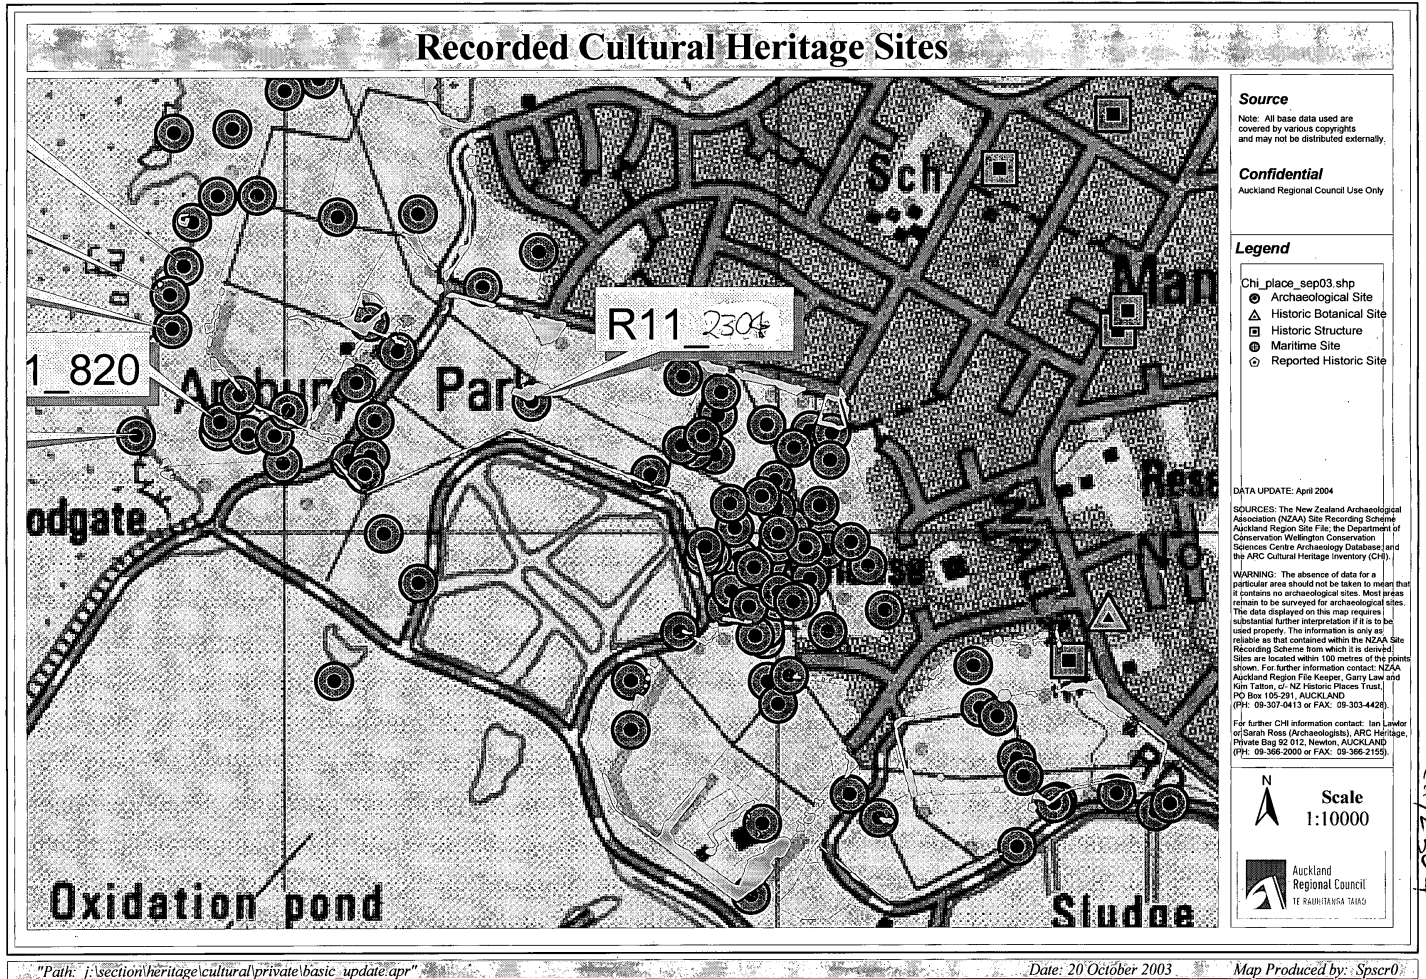 Recorded Cultural Heritage Sites
Sch
Man
R11_2304
1_820
Ambury Park
odgate
Rese
No
WAL
Oxidation pond
Sludge
Source
Note: All base data used are
covered by various copyrights
and may not be distributed externally.
Confidential
Auckland Regional Council Use Only
Legend
Chi_place_sep03.shp
Archaeological Site
Historic Botanical Site
Historic Structure
Maritime Site
Reported Historic Site
DATA UPDATE: April 2004
SOURCES: The New Zealand Archaeological
Association (NZAA) Site Recording Scheme
Auckland Region Site File; the Department of
Conservation Wellington Conservation
Sciences Centre Archaeology Database; and
the ARC Cultural Heritage Inventory (CHI).
WARNING: The absence of data for a
particular area should not be taken to mean that
it contains no archaeological sites. Most areas
remain to be surveyed for archaeological sites.
The data displayed on this map requires
substantial further interpretation if it is to be
used properly. The information is only as
reliable as that contained within the NZAA Site
Recording Scheme from which it is derived.
Sites are located within 100 metres of the points
shown. For further information contact: NZAA
Auckland Region File Keeper, Garry Law and
Kim Tatton, c/- NZ Historic Places Trust,
PO Box 105-291, AUCKLAND
(PH: 09-307-0413 or FAX: 09-303-4428).
For further CHI information contact: Ian Lawlor
or Sarah Ross (Archaeologists), ARC Heritage,
Private Bag 92 012, Newton, AUCKLAND
(PH: 09-366-2000 or FAX: 09-366-2155).
N
Scale
1:10000
Auckland
Regional Council
TE RAUHITANGA TAIAO
"Path: j:\section\heritage\cultural\private\basic_update.apr"
Date: 20 October 2003
Map Produced by: Spscr0